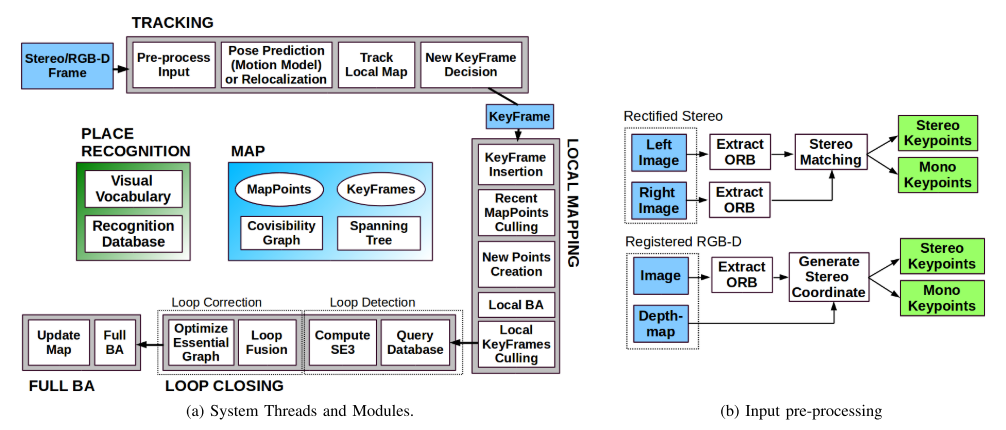 TRACKING
Stereo/RGB-D
Frame
Pre-process
Input
Pose Prediction
(Motion Model)
or Relocalization
Track
Local Map
New KeyFrame
Decision
KeyFrame
LOCAL MAPPING
KeyFrame
Insertion
Recent
MapPoints
Culling
New Points
Creation
Local BA
Local
KeyFrames
Culling
PLACE
RECOGNITION
Visual
Vocabulary
Recognition
Database
MAP
MapPoints
KeyFrames
Covisibility
Graph
Spanning
Tree
Loop Correction
Loop Detection
Optimize
Essential
Graph
Loop
Fusion
Compute
SE3
Query
Database
LOOP CLOSING
Update
Map
Full
BA
FULL BA
(a) System Threads and Modules.
Rectified Stereo
Left
Image
Extract
ORB
Stereo
Matching
Stereo
Keypoints
Mono
Keypoints
Right
Image
Extract
ORB
Registered RGB-D
Image
Extract
ORB
Generate
Stereo
Coordinate
Stereo
Keypoints
Mono
Keypoints
Depth-
map
(b) Input pre-processing